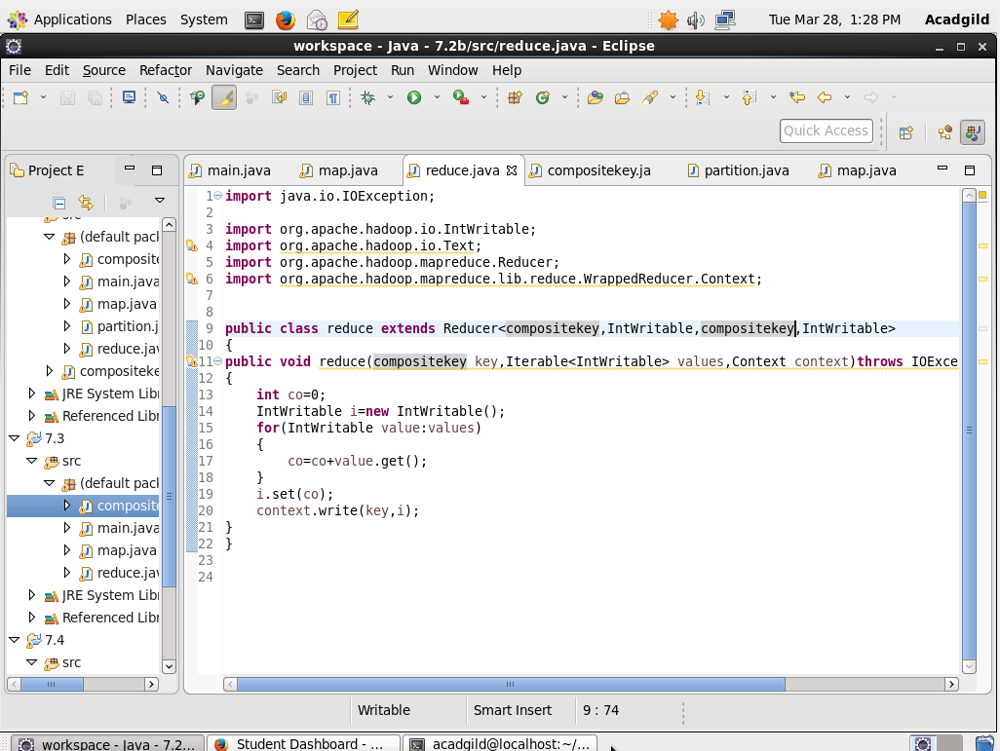 Applications Places System Tue Mar 28, 1:28 PM Acadgild
workspace - Java - 7.2b/src/reduce.java - Eclipse
File Edit Source Refactor Navigate Search Project Run Window Help
Quick Access
Project E
main.java map.java reduce.java compositekey.ja partition.java map.java
src
(default pack
composite
main.java
map.java
partition.j
reduce.jav
compositeke
JRE System Libr
Referenced Libr
7.3
src
(default pack
composite
main.java
map.java
reduce.jav
JRE System Libr
Referenced Libr
7.4
src
1 import java.io.IOException;
2
3 import org.apache.hadoop.io.IntWritable;
4 import org.apache.hadoop.io.Text;
5 import org.apache.hadoop.mapreduce.Reducer;
6 import org.apache.hadoop.mapreduce.lib.reduce.WrappedReducer.Context;
7
8
9 public class reduce extends Reducer<compositekey,IntWritable,compositekey,IntWritable>
10 {
11 public void reduce(compositekey key,Iterable<IntWritable> values,Context context)throws IOExce
12 {
13 int co=0;
14 IntWritable i=new IntWritable();
15 for(IntWritable value:values)
16 {
17 co=co+value.get();
18 }
19 i.set(co);
20 context.write(key,i);
21 }
22 }
23
24
Writable Smart Insert 9 : 74
workspace - Java - 7.2... Student Dashboard - ... acadgild@localhost:~/...